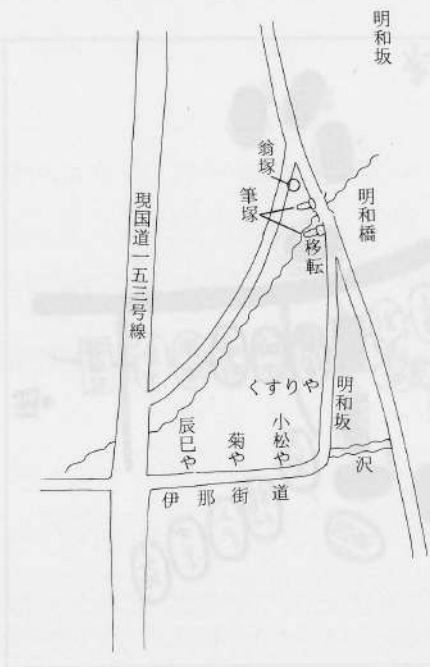 明和坂
翁塚
筆塚
移転
明和橋
現国道一五三号線
くすりや
明和坂
小松や
菊や
辰巳や
沢
伊那街道